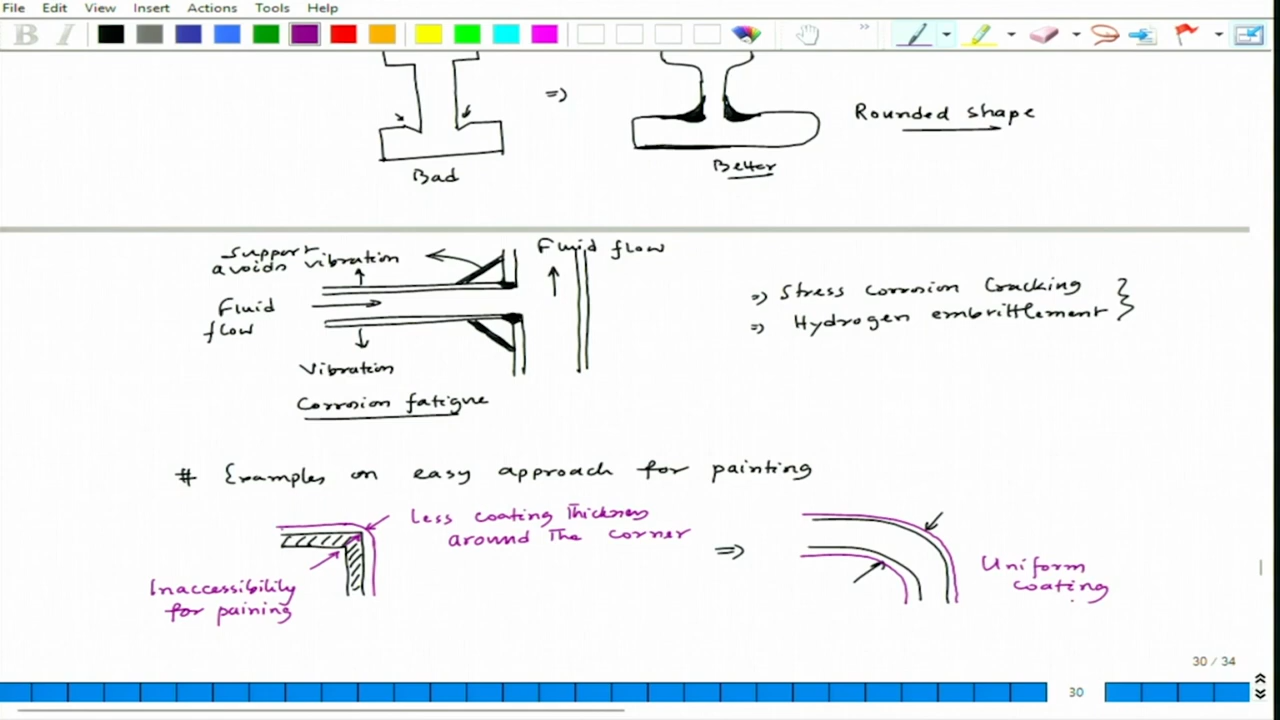 File Edit View Insert Actions Tools Help
B I
=>
Rounded shape
Bad
Better
Support
avoids vibration
Fluid flow
Fluid
flow
Vibration
Corrosion fatigue
=> Stress corrosion cracking
=> Hydrogen embrittlement
# Examples on easy approach for painting
Less coating thickness
around the corner
=>
Inaccessibility
for paining
Uniform
coating
30 / 34
30